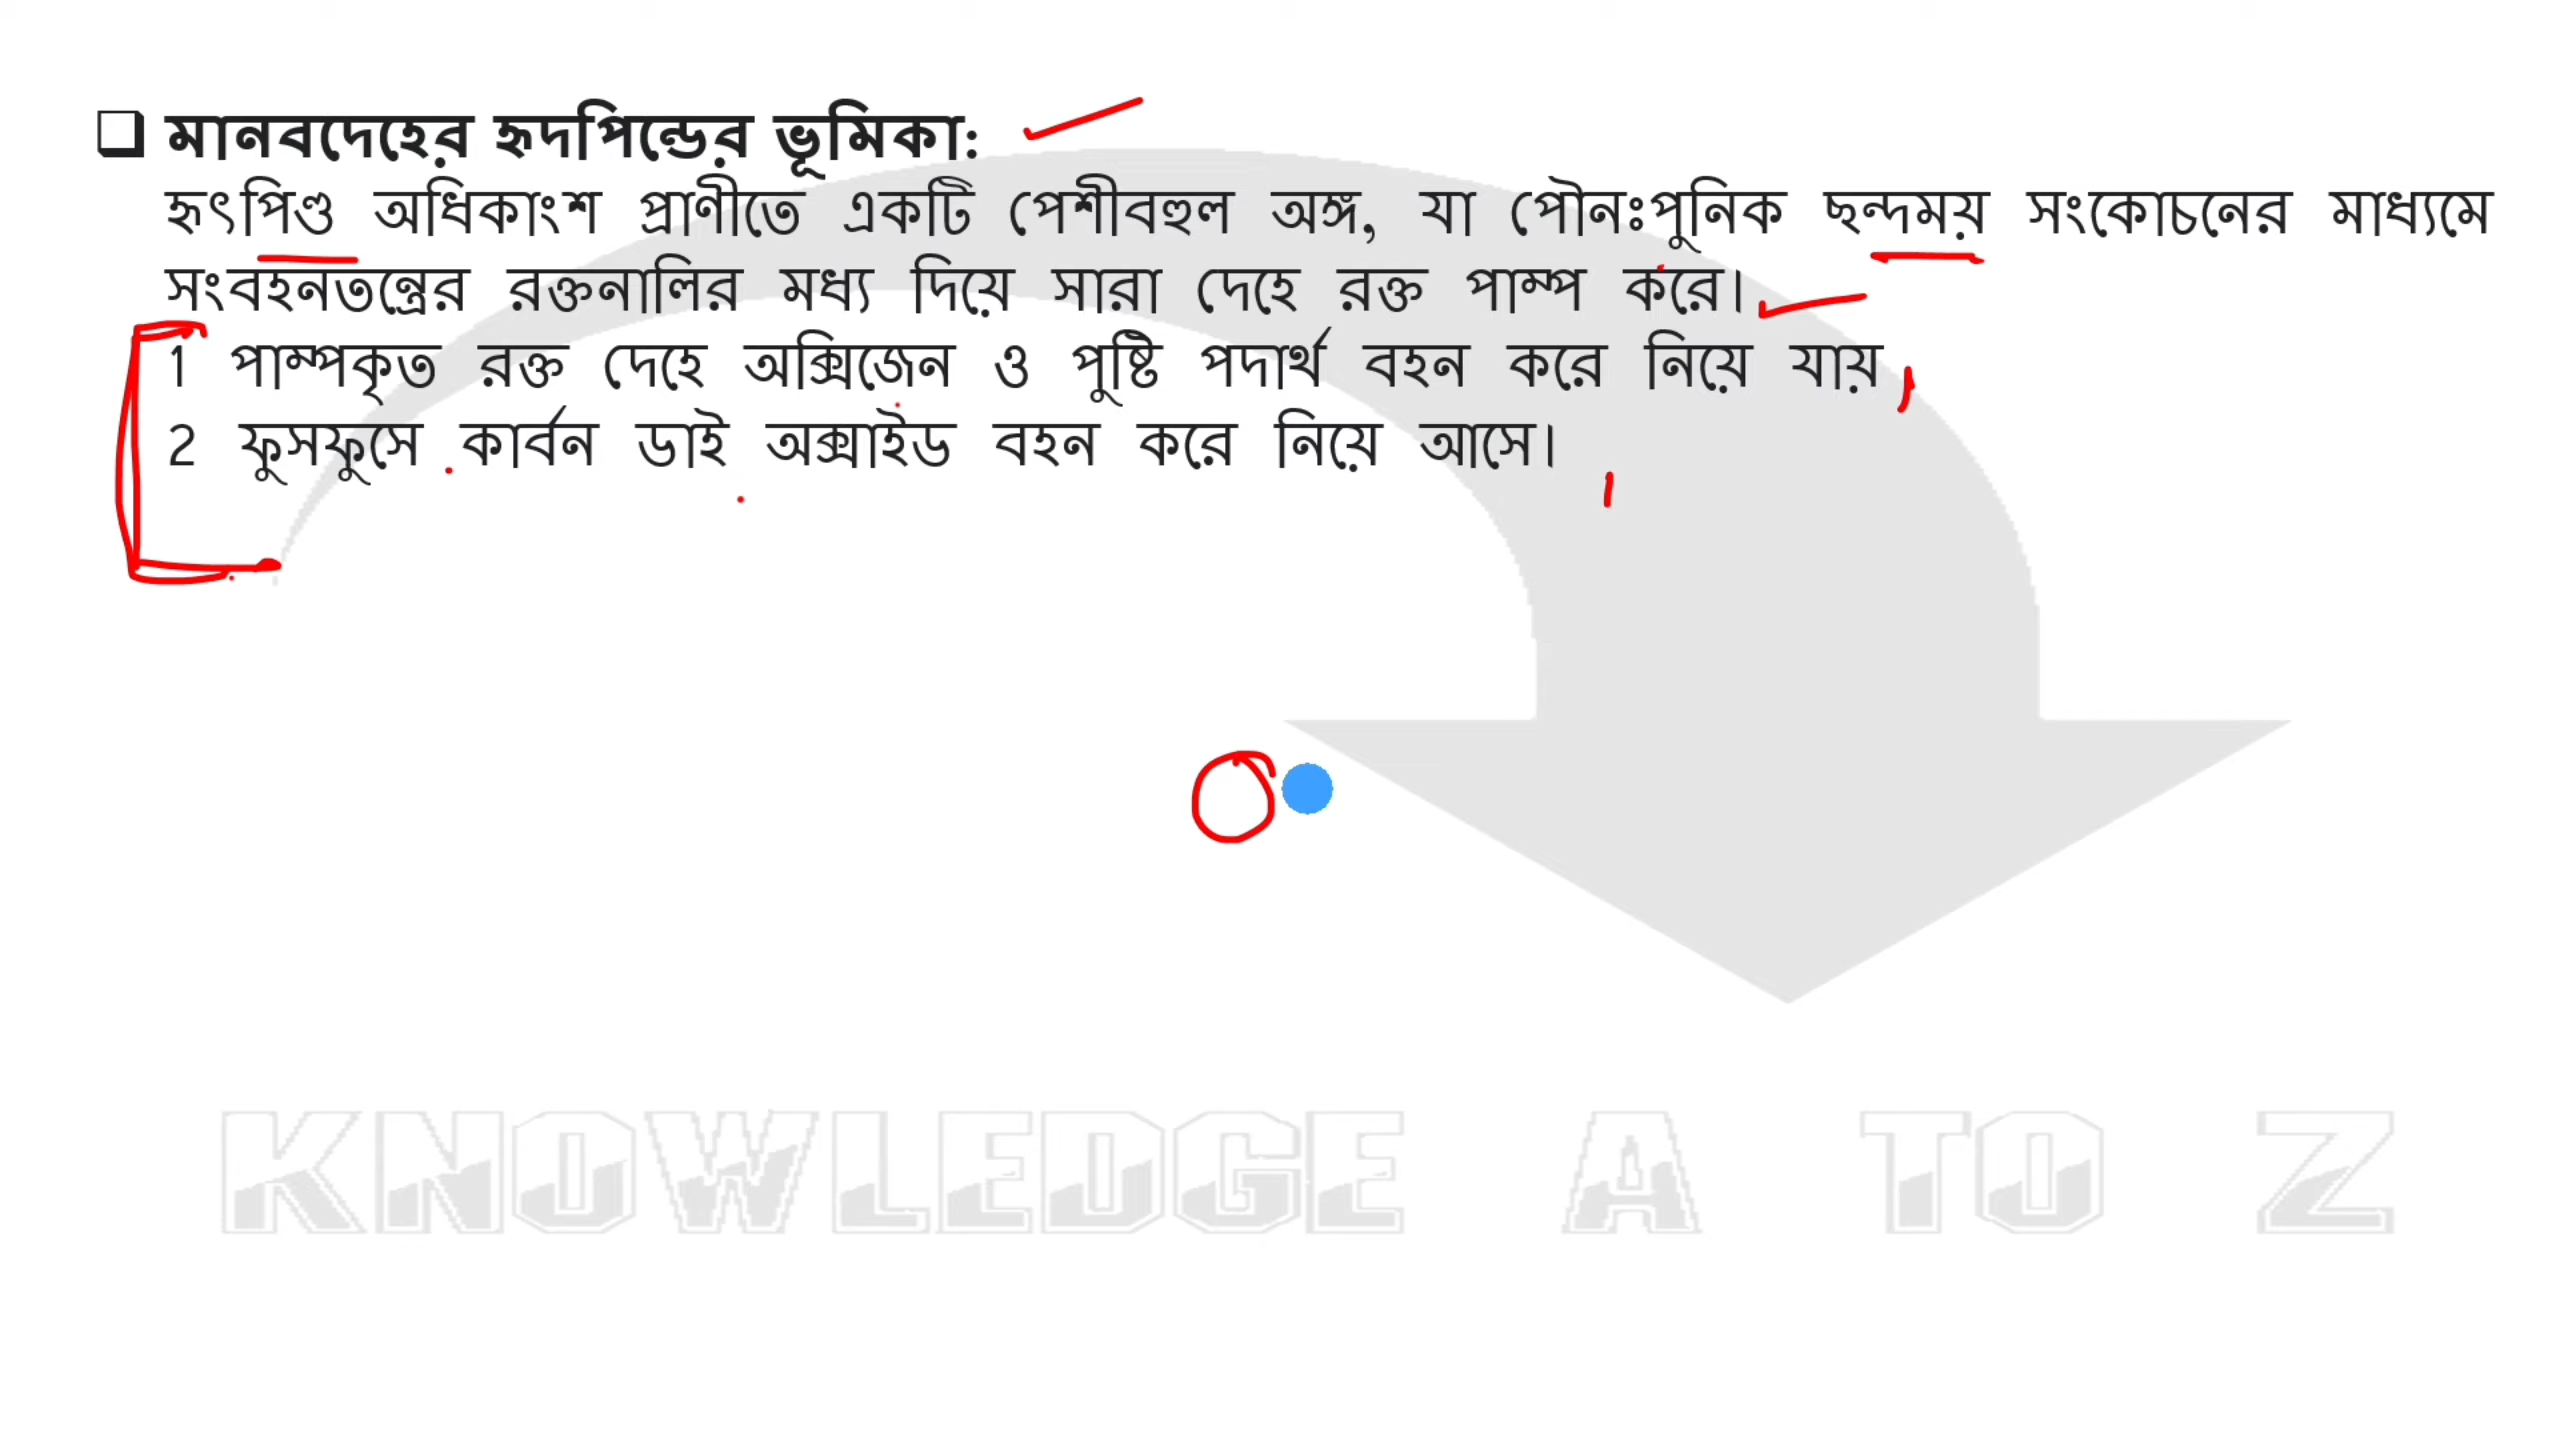 মানবদেহের হৃদপিন্ডের ভূমিকা:
হৃৎপিণ্ড অধিকাংশ প্রাণীতে একটি পেশীবহুল অঙ্গ, যা পৌনঃপুনিক ছন্দময় সংকোচনের মাধ্যমে
সংবহনতন্ত্রের রক্তনালির মধ্য দিয়ে সারা দেহে রক্ত পাম্প করে।
1 পাম্পকৃত রক্ত দেহে অক্সিজেন ও পুষ্টি পদার্থ বহন করে নিয়ে যায়
2 ফুসফুসে কার্বন ডাই অক্সাইড বহন করে নিয়ে আসে।
KNOWLEDGE A TO Z